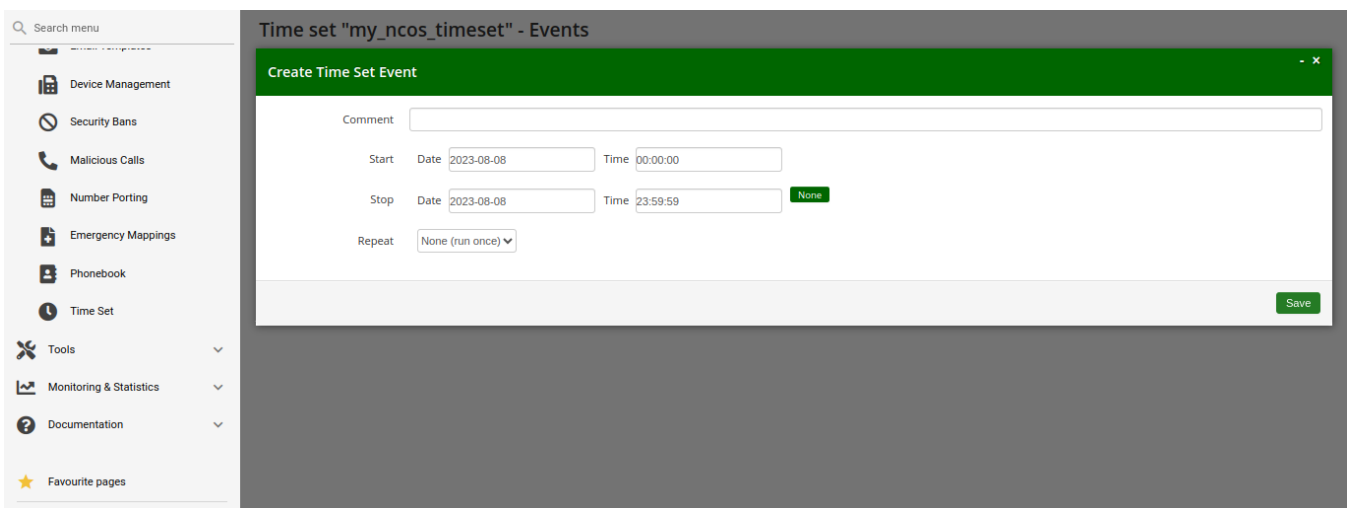 Search menu
Email Templates
Device Management
Security Bans
Malicious Calls
Number Porting
Emergency Mappings
Phonebook
Time Set
Tools
Monitoring & Statistics
Documentation
Favourite pages
Time set "my_ncos_timeset" - Events
Create Time Set Event
Comment
Start Date 2023-08-08 Time 00:00:00
Stop Date 2023-08-08 Time 23:59:59 None
Repeat None (run once)
Save